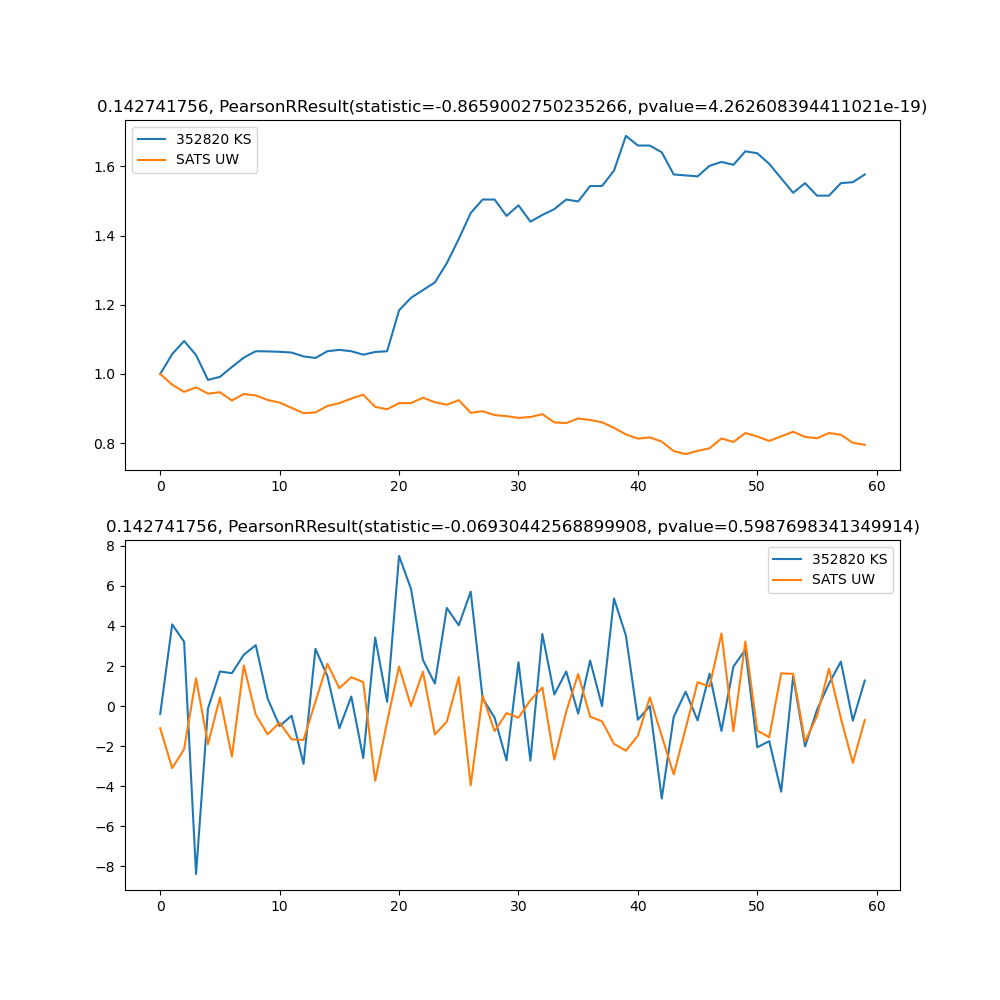 0.142741756, PearsonRResult(statistic=-0.8659002750235266, pvalue=4.262608394411021e-19)
352820 KS
SATS UW
1.6
1.4
1.2
1.0
0.8
0 10 20 30 40 50 60
0.142741756, PearsonRResult(statistic=-0.06930442568899908, pvalue=0.5987698341349914)
352820 KS
SATS UW
8
6
4
2
0
−2
−4
−6
−8
0 10 20 30 40 50 60